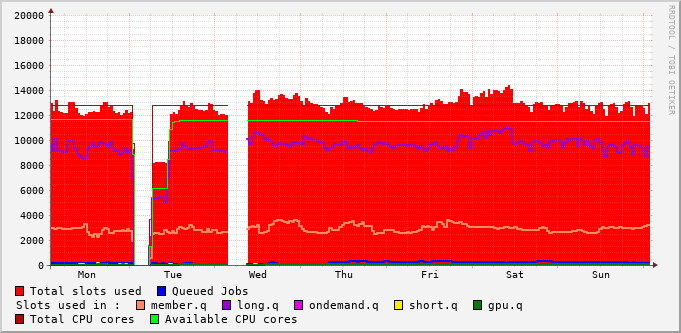 20000
18000
16000
14000
12000
10000
8000
6000
4000
2000
0
Mon Tue Wed Thu Fri Sat Sun
RRDTOOL / TOBI OETIKER
Total slots used Queued Jobs
Slots used in : member.q long.q ondemand.q short.q gpu.q
Total CPU cores Available CPU cores